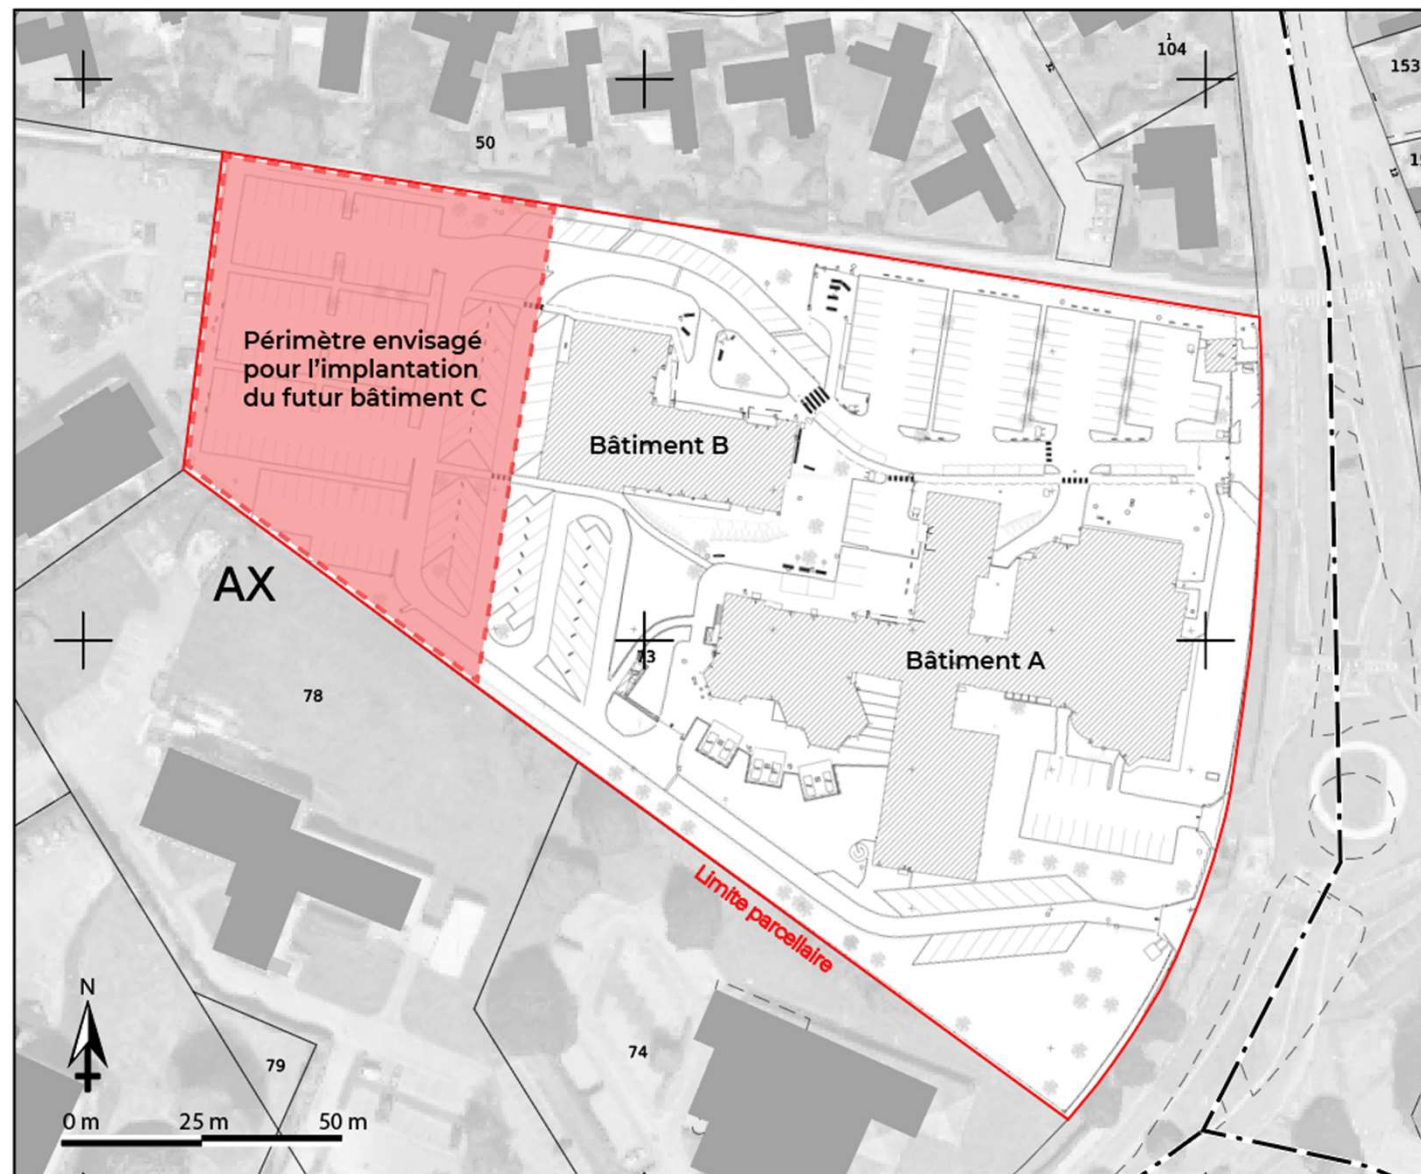 1
104
153
50
Périmètre envisagé
pour l'implantation
du futur bâtiment C
Bâtiment B
AX
73
Bâtiment A
78
Limite parcellaire
N
79
74
0 m 25 m 50 m